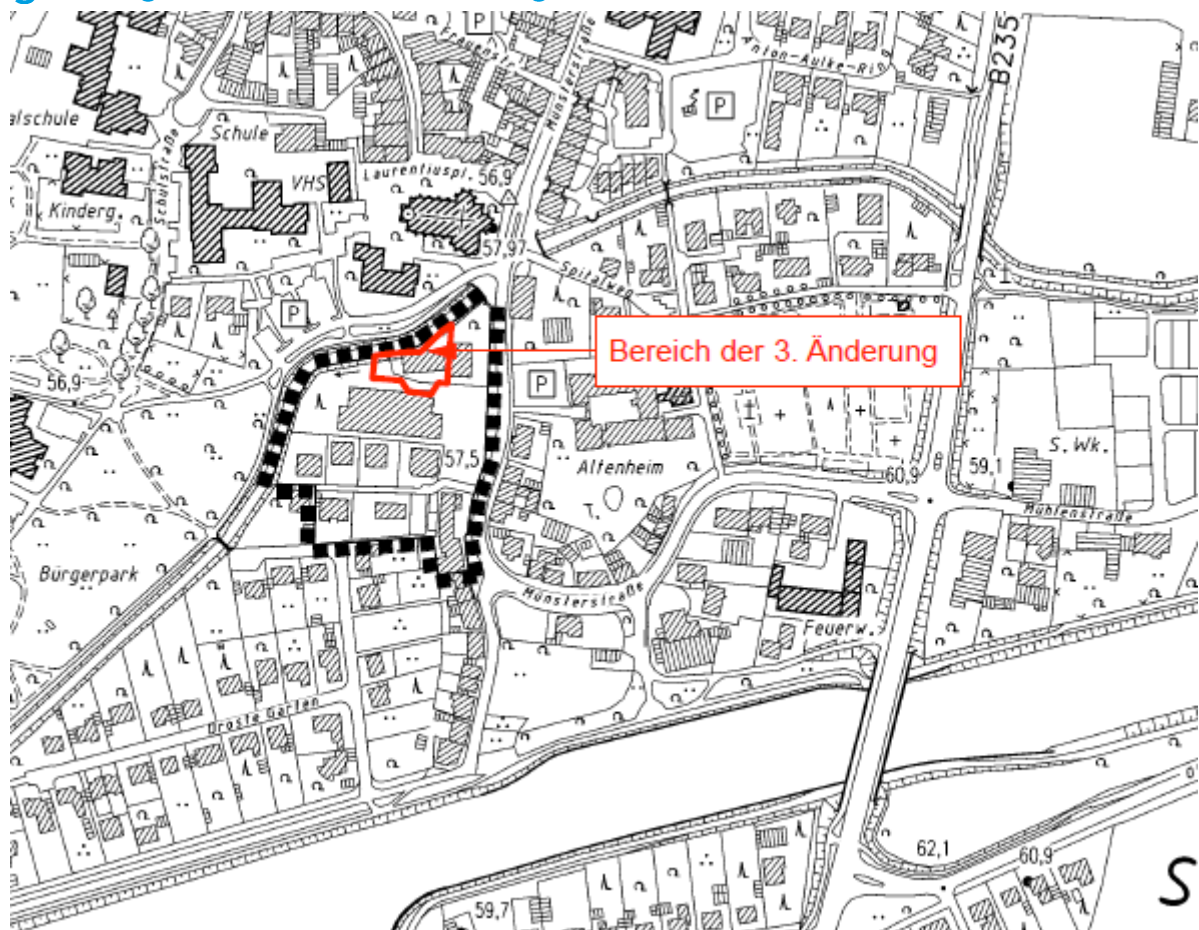 P
Frauenstr.
Münsterstraße
Anton-Aulke-Ring
B235
alschule
Schule
P
Schulstraße
VHS
Laurentiuspl.
56,9
Kinderg.
57,97
Spitalweg
P
Bereich der 3. Änderung
56,9
P
57,5
Altenheim
S. Wk.
60,9
59,1
T.
Mühlenstraße
Bürgerpark
Münsterstraße
Feuerw.
Droste Garten
62,1
60,9
59,7
S